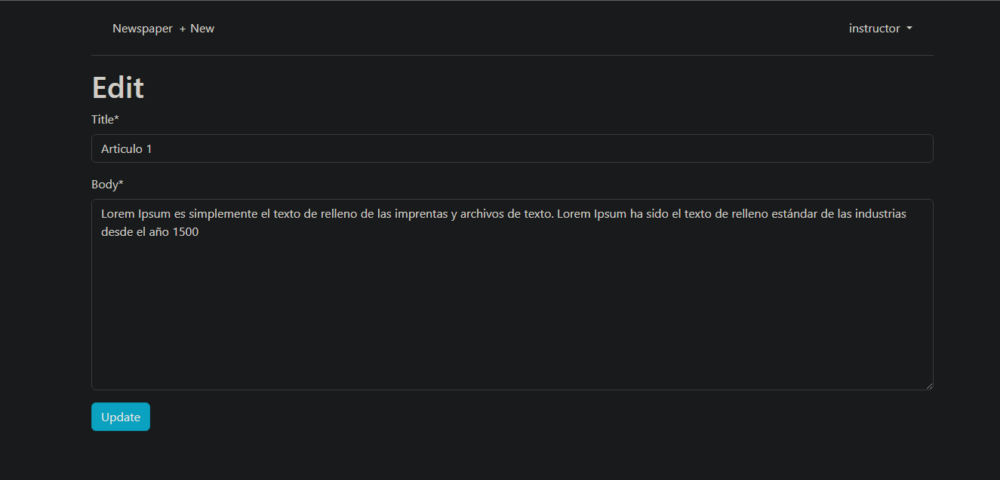 Newspaper + New instructor
Edit
Title*
Articulo 1
Body*
Lorem Ipsum es simplemente el texto de relleno de las imprentas y archivos de texto. Lorem Ipsum ha sido el texto de relleno estándar de las industrias
desde el año 1500
Update